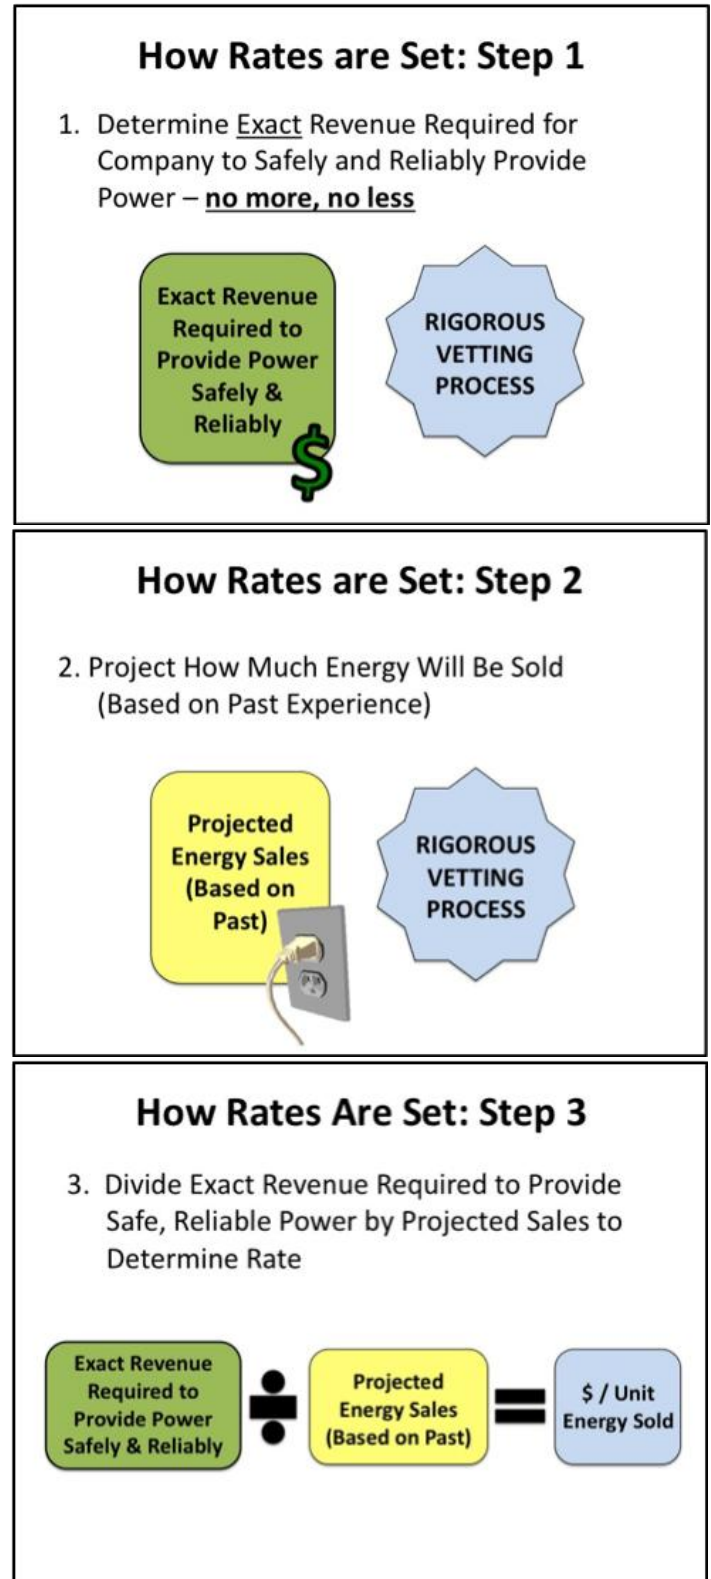 How Rates are Set: Step 1
1. Determine Exact Revenue Required for
Company to Safely and Reliably Provide
Power – no more, no less
Exact Revenue
Required to
Provide Power
Safely &
Reliably
$
RIGOROUS
VETTING
PROCESS
How Rates are Set: Step 2
2. Project How Much Energy Will Be Sold
(Based on Past Experience)
Projected
Energy Sales
(Based on
Past)
RIGOROUS
VETTING
PROCESS
How Rates Are Set: Step 3
3. Divide Exact Revenue Required to Provide
Safe, Reliable Power by Projected Sales to
Determine Rate
Exact Revenue
Required to
Provide Power
Safely & Reliably
÷
Projected
Energy Sales
(Based on Past)
=
$ / Unit
Energy Sold